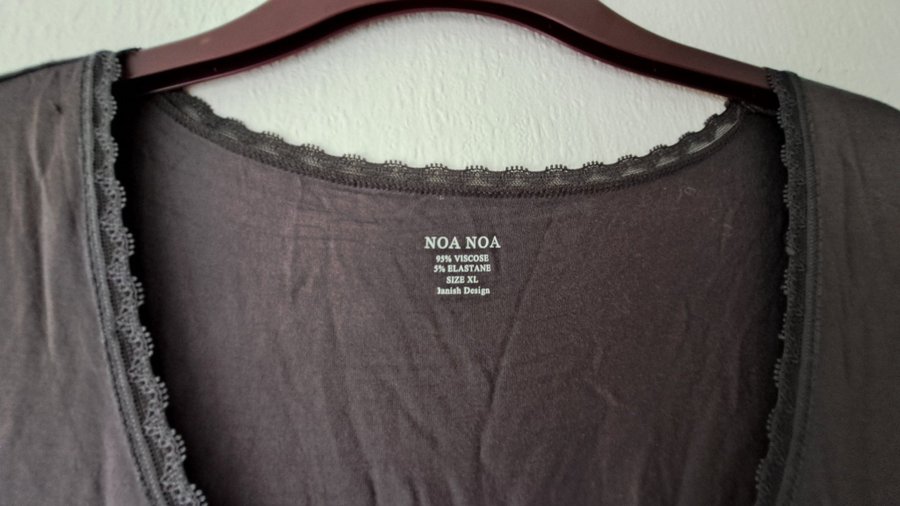 NOA NOA
95% VISCOSE
5% ELASTANE
SIZE XL
Danish Design